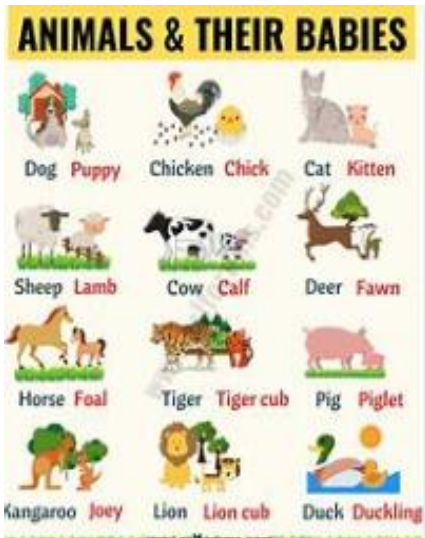 ANIMALS & THEIR BABIES
Dog Puppy Chicken Chick Cat Kitten
Sheep Lamb Cow Calf Deer Fawn
Horse Foal Tiger Tiger cub Pig Piglet
Kangaroo Joey Lion Lion cub Duck Duckling